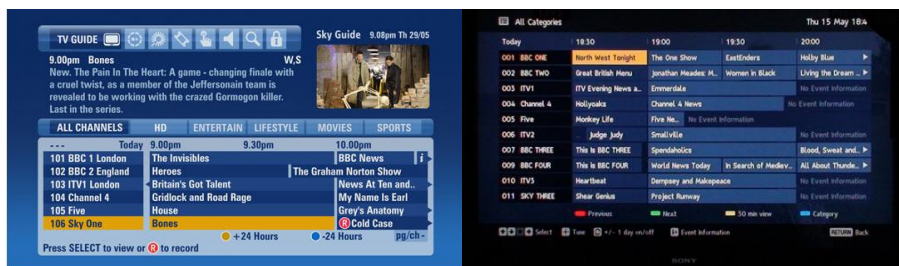 TV GUIDE
Sky Guide 9.08pm Th 29/05
9.00pm Bones W,S
New. The Pain In The Heart: A game - changing finale with
a cruel twist, as a member of the Jeffersonain team is
revealed to be working with the crazed Gormogon killer.
Last in the series.
ALL CHANNELS HD ENTERTAIN LIFESTYLE MOVIES SPORTS
--- Today 9.00pm 9.30pm 10.00pm
101 BBC 1 London The Invisibles BBC News i
102 BBC 2 England Heroes The Graham Norton Show
103 ITV1 London Britain's Got Talent News At Ten and..
104 Channel 4 Gridlock and Road Rage My Name Is Earl
105 Five House Grey's Anatomy
106 Sky One Bones R Cold Case
+24 Hours -24 Hours pg/ch -
Press SELECT to view or R to record
All Categories Thu 15 May 18:4
Today 18:30 19:00 19:30 20:00
001 BBC ONE North West Tonight The One Show EastEnders Holby Blue
002 BBC TWO Great British Menu Jonathan Meades: M.. Women in Black Living the Dream ..
003 ITV1 ITV Evening News a.. Emmerdale No Event Information
004 Channel 4 Hollyoaks Channel 4 News No Event Information
005 Five Monkey Life Five Ne.. No Event Information
006 ITV2 .. Judge Judy Smallville No Event Information
007 BBC THREE This is BBC THREE Spendaholics Blood, Sweat and..
009 BBC FOUR This is BBC FOUR World News Today In Search of Mediev.. All About Thunde..
010 ITV3 Heartbeat Dempsey and Makepeace No Event Information
011 SKY THREE Shear Genius Project Runway No Event Information
Previous Next 30 min view Category
Select Tune +/- 1 day on/off Event Information RETURN Back
SONY